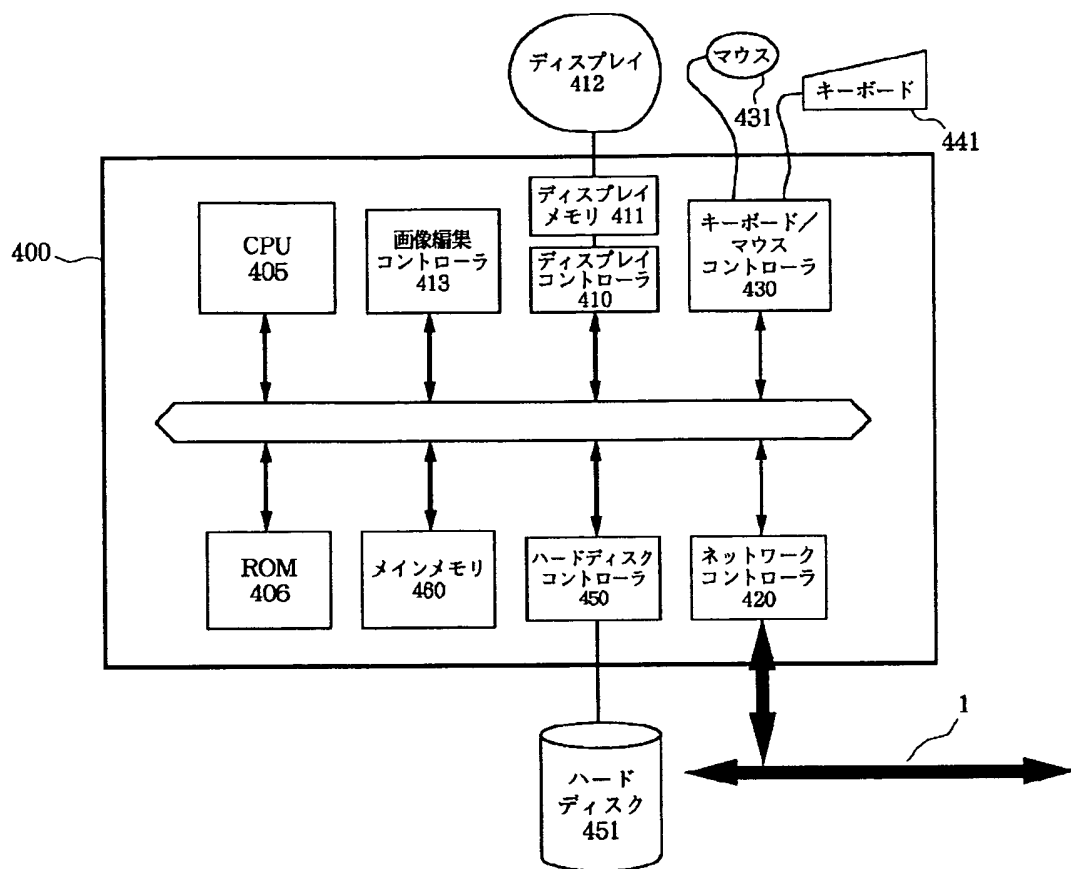 ディスプレイ
412
マウス
431
キーボード
441
400
CPU
405
画像編集
コントローラ
413
ディスプレイ
メモリ 411
ディスプレイ
コントローラ
410
キーボード/
マウス
コントローラ
430
ROM
406
メインメモリ
460
ハードディスク
コントローラ
450
ネットワーク
コントローラ
420
1
ハード
ディスク
451